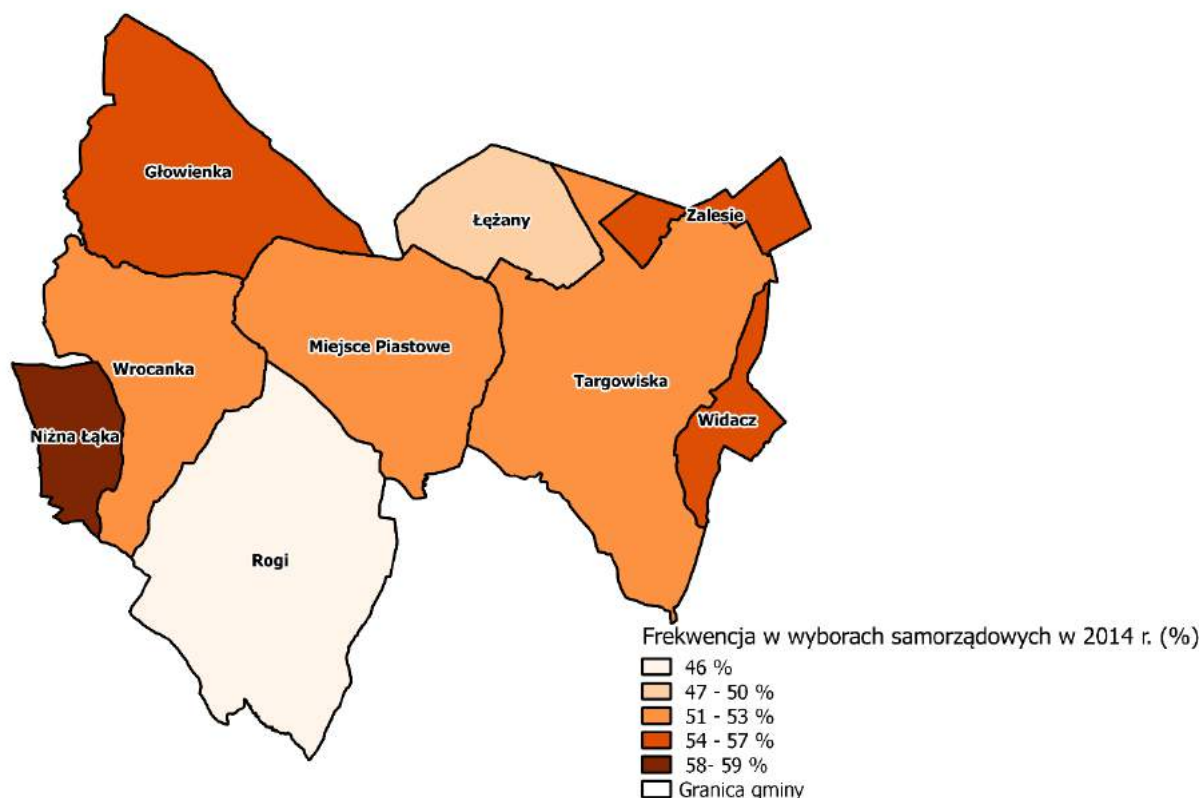 Głowienka
Łężany
Zalesie
Miejsce Piastowe
Wrocanka
Targowiska
Widacz
Niżna Łąka
Rogi
Frekwencja w wyborach samorządowych w 2014 r. (%)
46 %
47 - 50 %
51 - 53 %
54 - 57 %
58- 59 %
Granica gminy